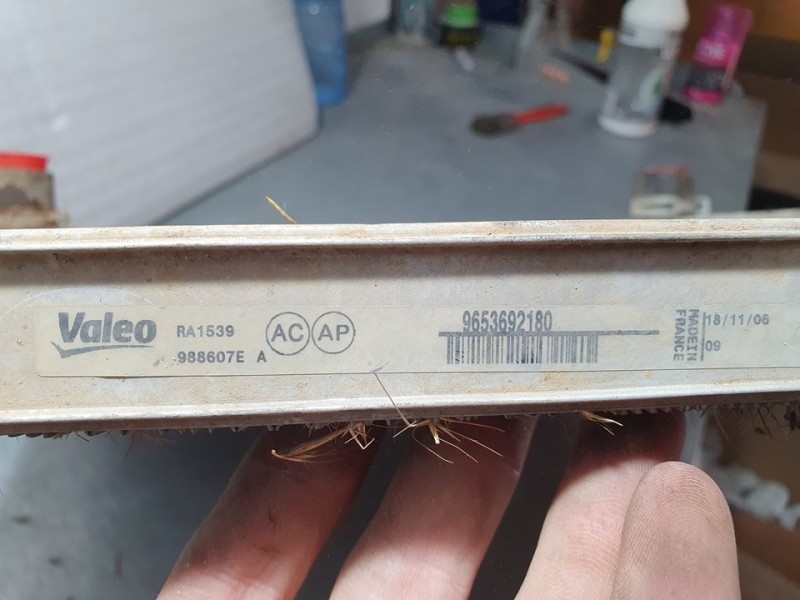 Valeo
RA1539
988607E A
AC
AP
9653692180
MADE IN
FRANCE
18/11/06
09